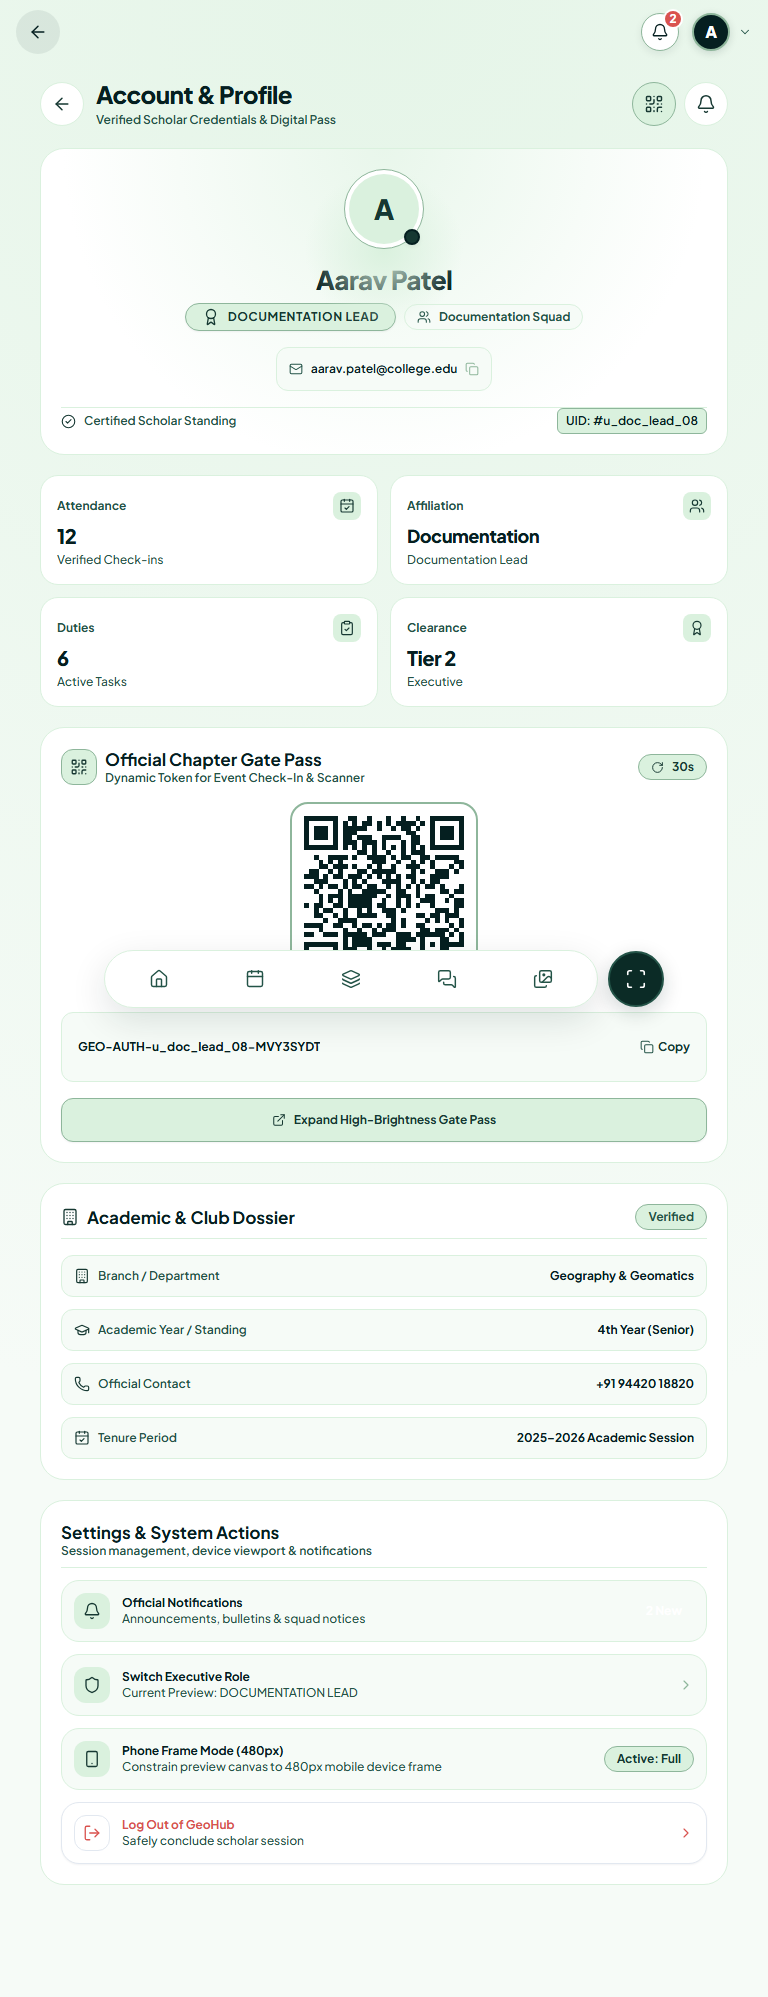 2
A
Account & Profile
Verified Scholar Credentials & Digital Pass
A
Aarav Patel
DOCUMENTATION LEAD
Documentation Squad
aarav.patel@college.edu
Certified Scholar Standing
UID: #u_doc_lead_08
Attendance
12
Verified Check-ins
Affiliation
Documentation
Documentation Lead
Duties
6
Active Tasks
Clearance
Tier 2
Executive
Official Chapter Gate Pass
Dynamic Token for Event Check-In & Scanner
30s
GEO-AUTH-u_doc_lead_08-MVY3SYDT
Copy
Expand High-Brightness Gate Pass
Academic & Club Dossier
Verified
Branch / Department
Geography & Geomatics
Academic Year / Standing
4th Year (Senior)
Official Contact
+91 94420 18820
Tenure Period
2025-2026 Academic Session
Settings & System Actions
Session management, device viewport & notifications
Official Notifications
Announcements, bulletins & squad notices
2 New
Switch Executive Role
Current Preview: DOCUMENTATION LEAD
Phone Frame Mode (480px)
Constrain preview canvas to 480px mobile device frame
Active: Full
Log Out of GeoHub
Safely conclude scholar session